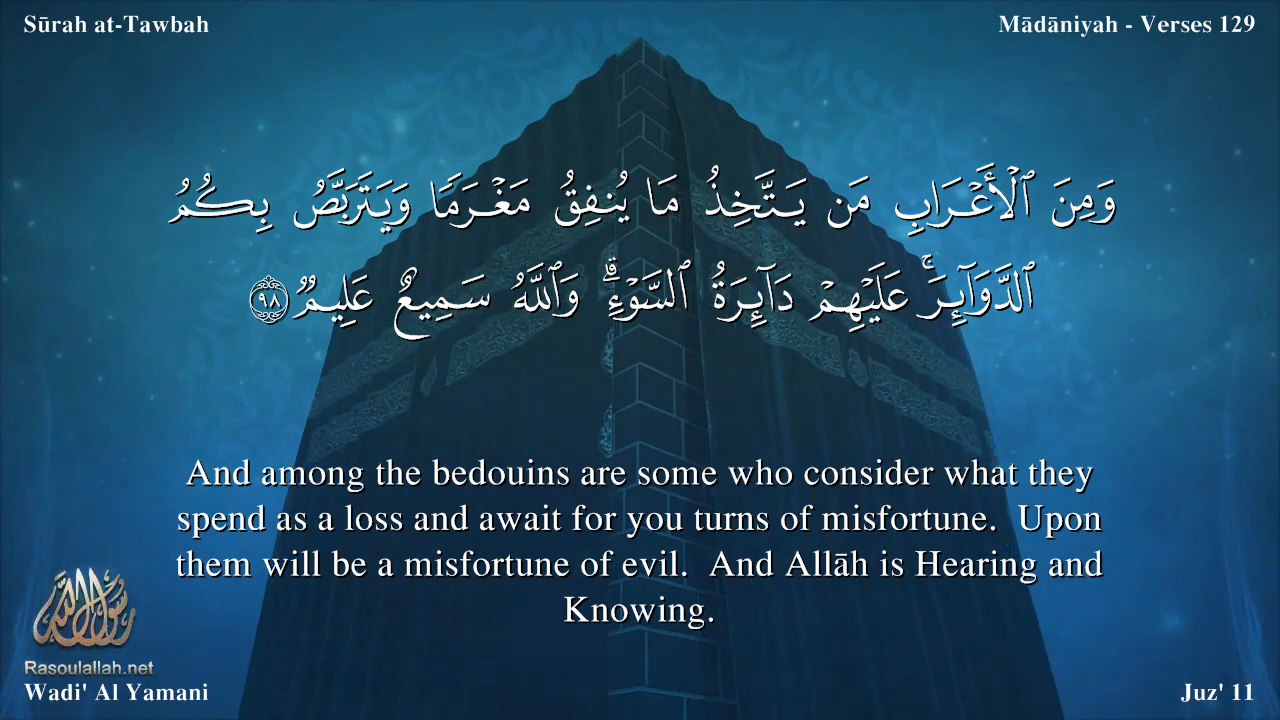 Sūrah at-Tawbah
Mādāniyah - Verses 129
وَمِنَ ٱلْأَعْرَابِ مَن يَتَّخِذُ مَا يُنفِقُ مَغْرَمًا وَيَتَرَبَّصُ بِكُمُ
ٱلدَّوَآئِرَ ۚ عَلَيْهِمْ دَآئِرَةُ ٱلسَّوْءِ ۗ وَٱللَّهُ سَمِيعٌ عَلِيمٌ ٩٨
And among the bedouins are some who consider what they
spend as a loss and await for you turns of misfortune.  Upon
them will be a misfortune of evil.  And Allāh is Hearing and
Knowing.
رسول الله
Rasoulallah.net
Wadi' Al Yamani
Juz' 11